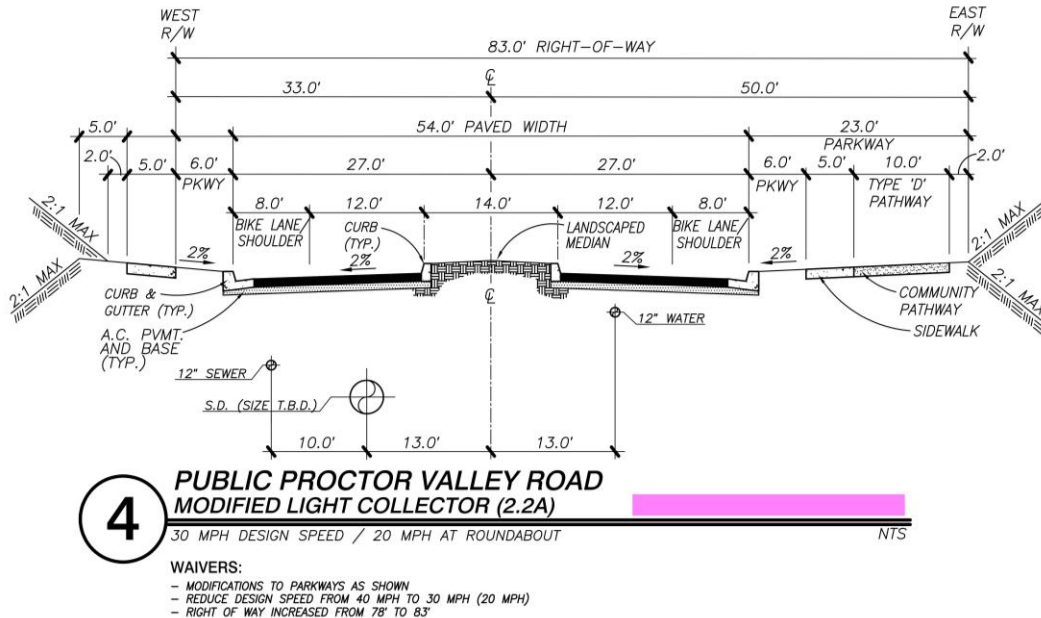 WEST
R/W
EAST
R/W
83.0' RIGHT-OF-WAY
℄
33.0'
50.0'
5.0'
54.0' PAVED WIDTH
23.0'
PARKWAY
2.0'
5.0'
6.0'
PKWY
27.0'
27.0'
6.0'
PKWY
5.0'
10.0'
TYPE 'D'
PATHWAY
2.0'
8.0'
12.0'
14.0'
12.0'
8.0'
BIKE LANE/
SHOULDER
CURB
(TYP.)
LANDSCAPED
MEDIAN
BIKE LANE/
SHOULDER
2:1 MAX
2:1 MAX
2%
2%
2%
2%
2:1 MAX
2:1 MAX
CURB &
GUTTER (TYP.)
A.C. PVMT.
AND BASE
(TYP.)
℄
COMMUNITY
PATHWAY
SIDEWALK
12" WATER
12" SEWER
S.D. (SIZE T.B.D.)
10.0'
13.0'
13.0'
4
PUBLIC PROCTOR VALLEY ROAD
MODIFIED LIGHT COLLECTOR (2.2A)
30 MPH DESIGN SPEED / 20 MPH AT ROUNDABOUT
NTS
WAIVERS:
- MODIFICATIONS TO PARKWAYS AS SHOWN
- REDUCE DESIGN SPEED FROM 40 MPH TO 30 MPH (20 MPH)
- RIGHT OF WAY INCREASED FROM 78' TO 83'